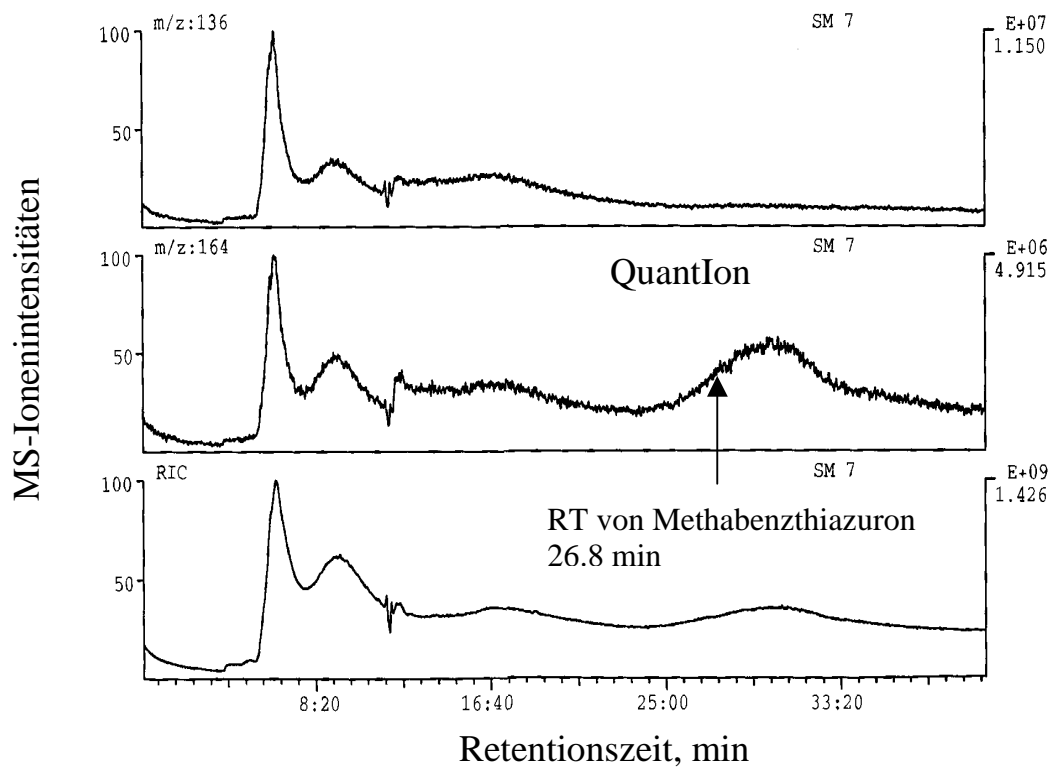 m/z:136 SM 7 E+07
100 1.150
50
m/z:164 SM 7 E+06
100 QuantIon 4.915
50
RIC SM 7 E+09
100 1.426
RT von Methabenzthiazuron
26.8 min
50
8:20 16:40 25:00 33:20
Retentionszeit, min
MS-Ionenintensitäten